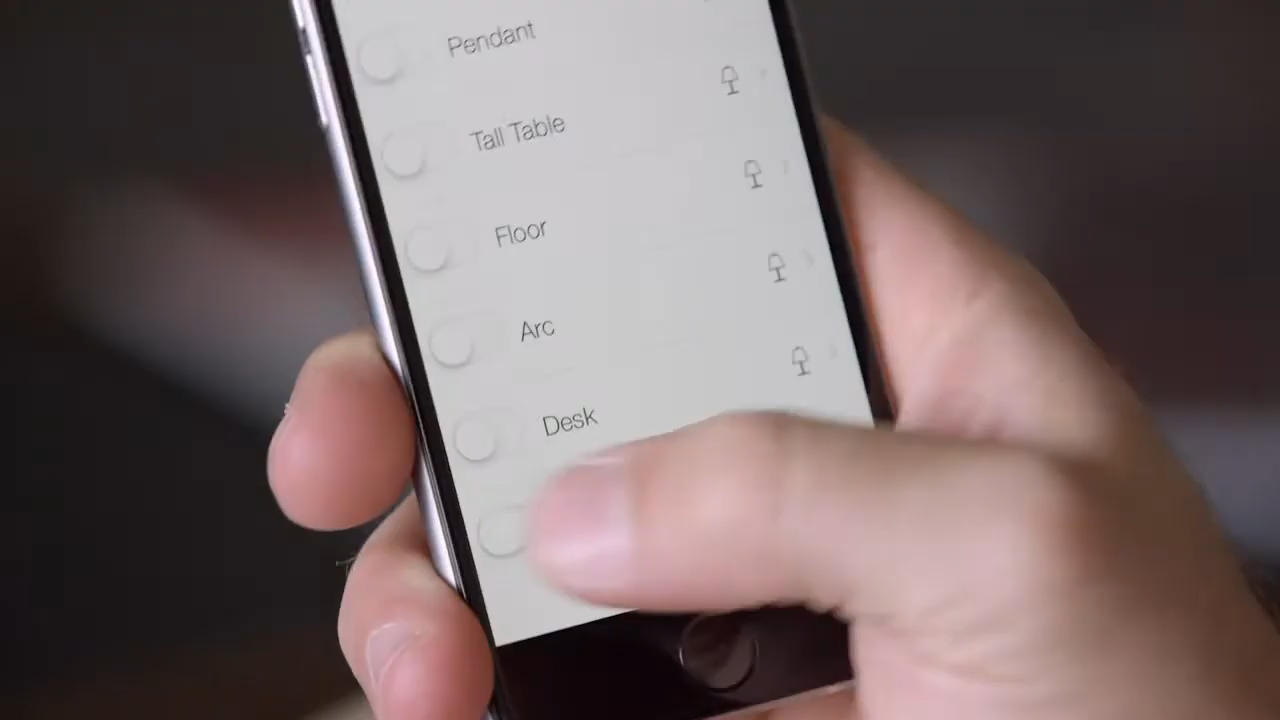 Pendant
Tall Table
Floor
Arc
Desk